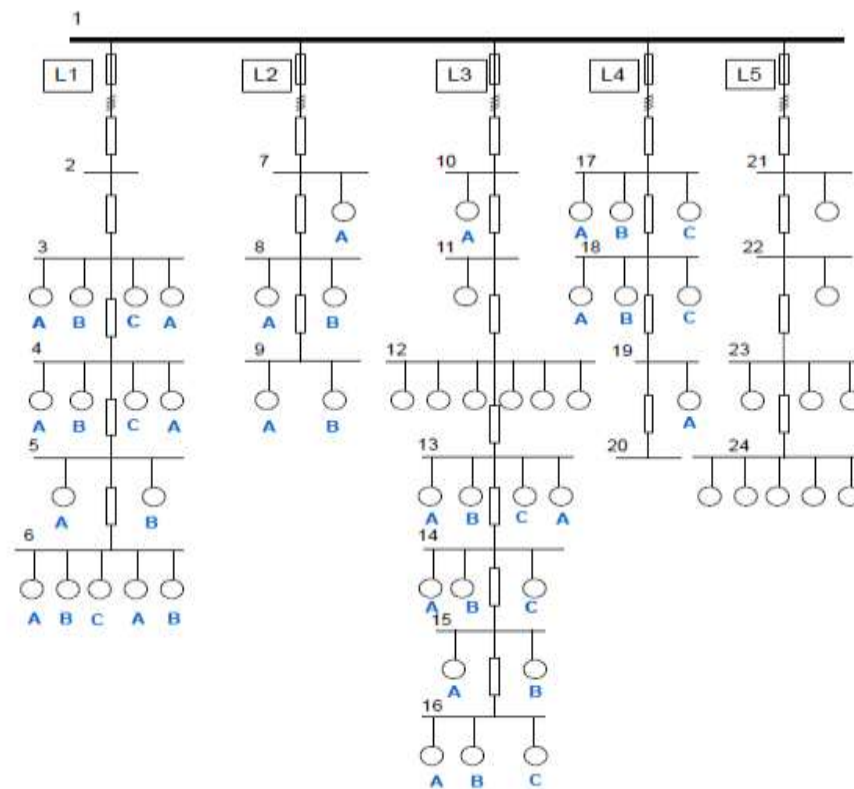 1
L1 L2 L3 L4 L5
2 7 10 17 21
A A A B C
3 8 11 18 22
A B C A A B A B C
4 9 12 19 23
A B C A A B A
5 13 20 24
A B A B C A
6 14
A B C A B A B C
15
A B
16
A B C